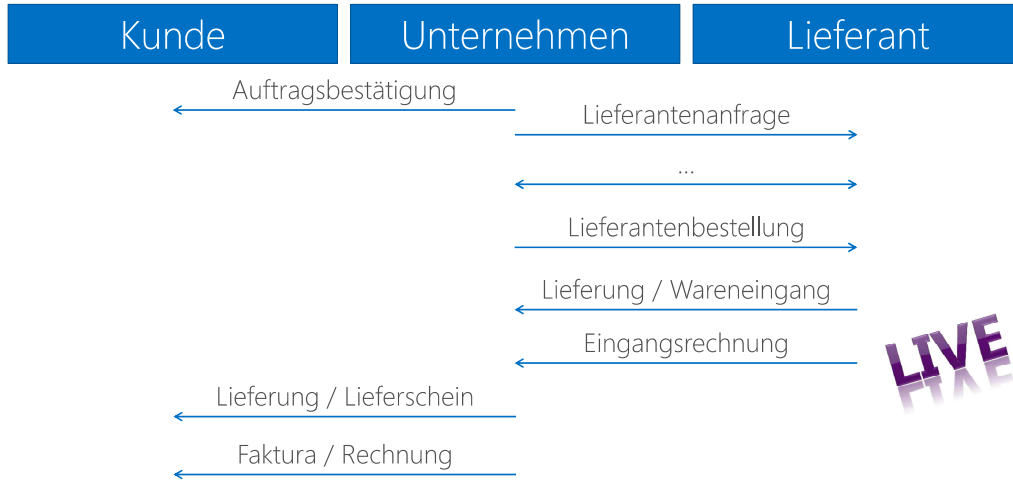 Kunde
Unternehmen
Lieferant
Auftragsbestätigung
Lieferantenanfrage
...
Lieferantenbestellung
Lieferung / Wareneingang
Eingangsrechnung
LIVE
Lieferung / Lieferschein
Faktura / Rechnung